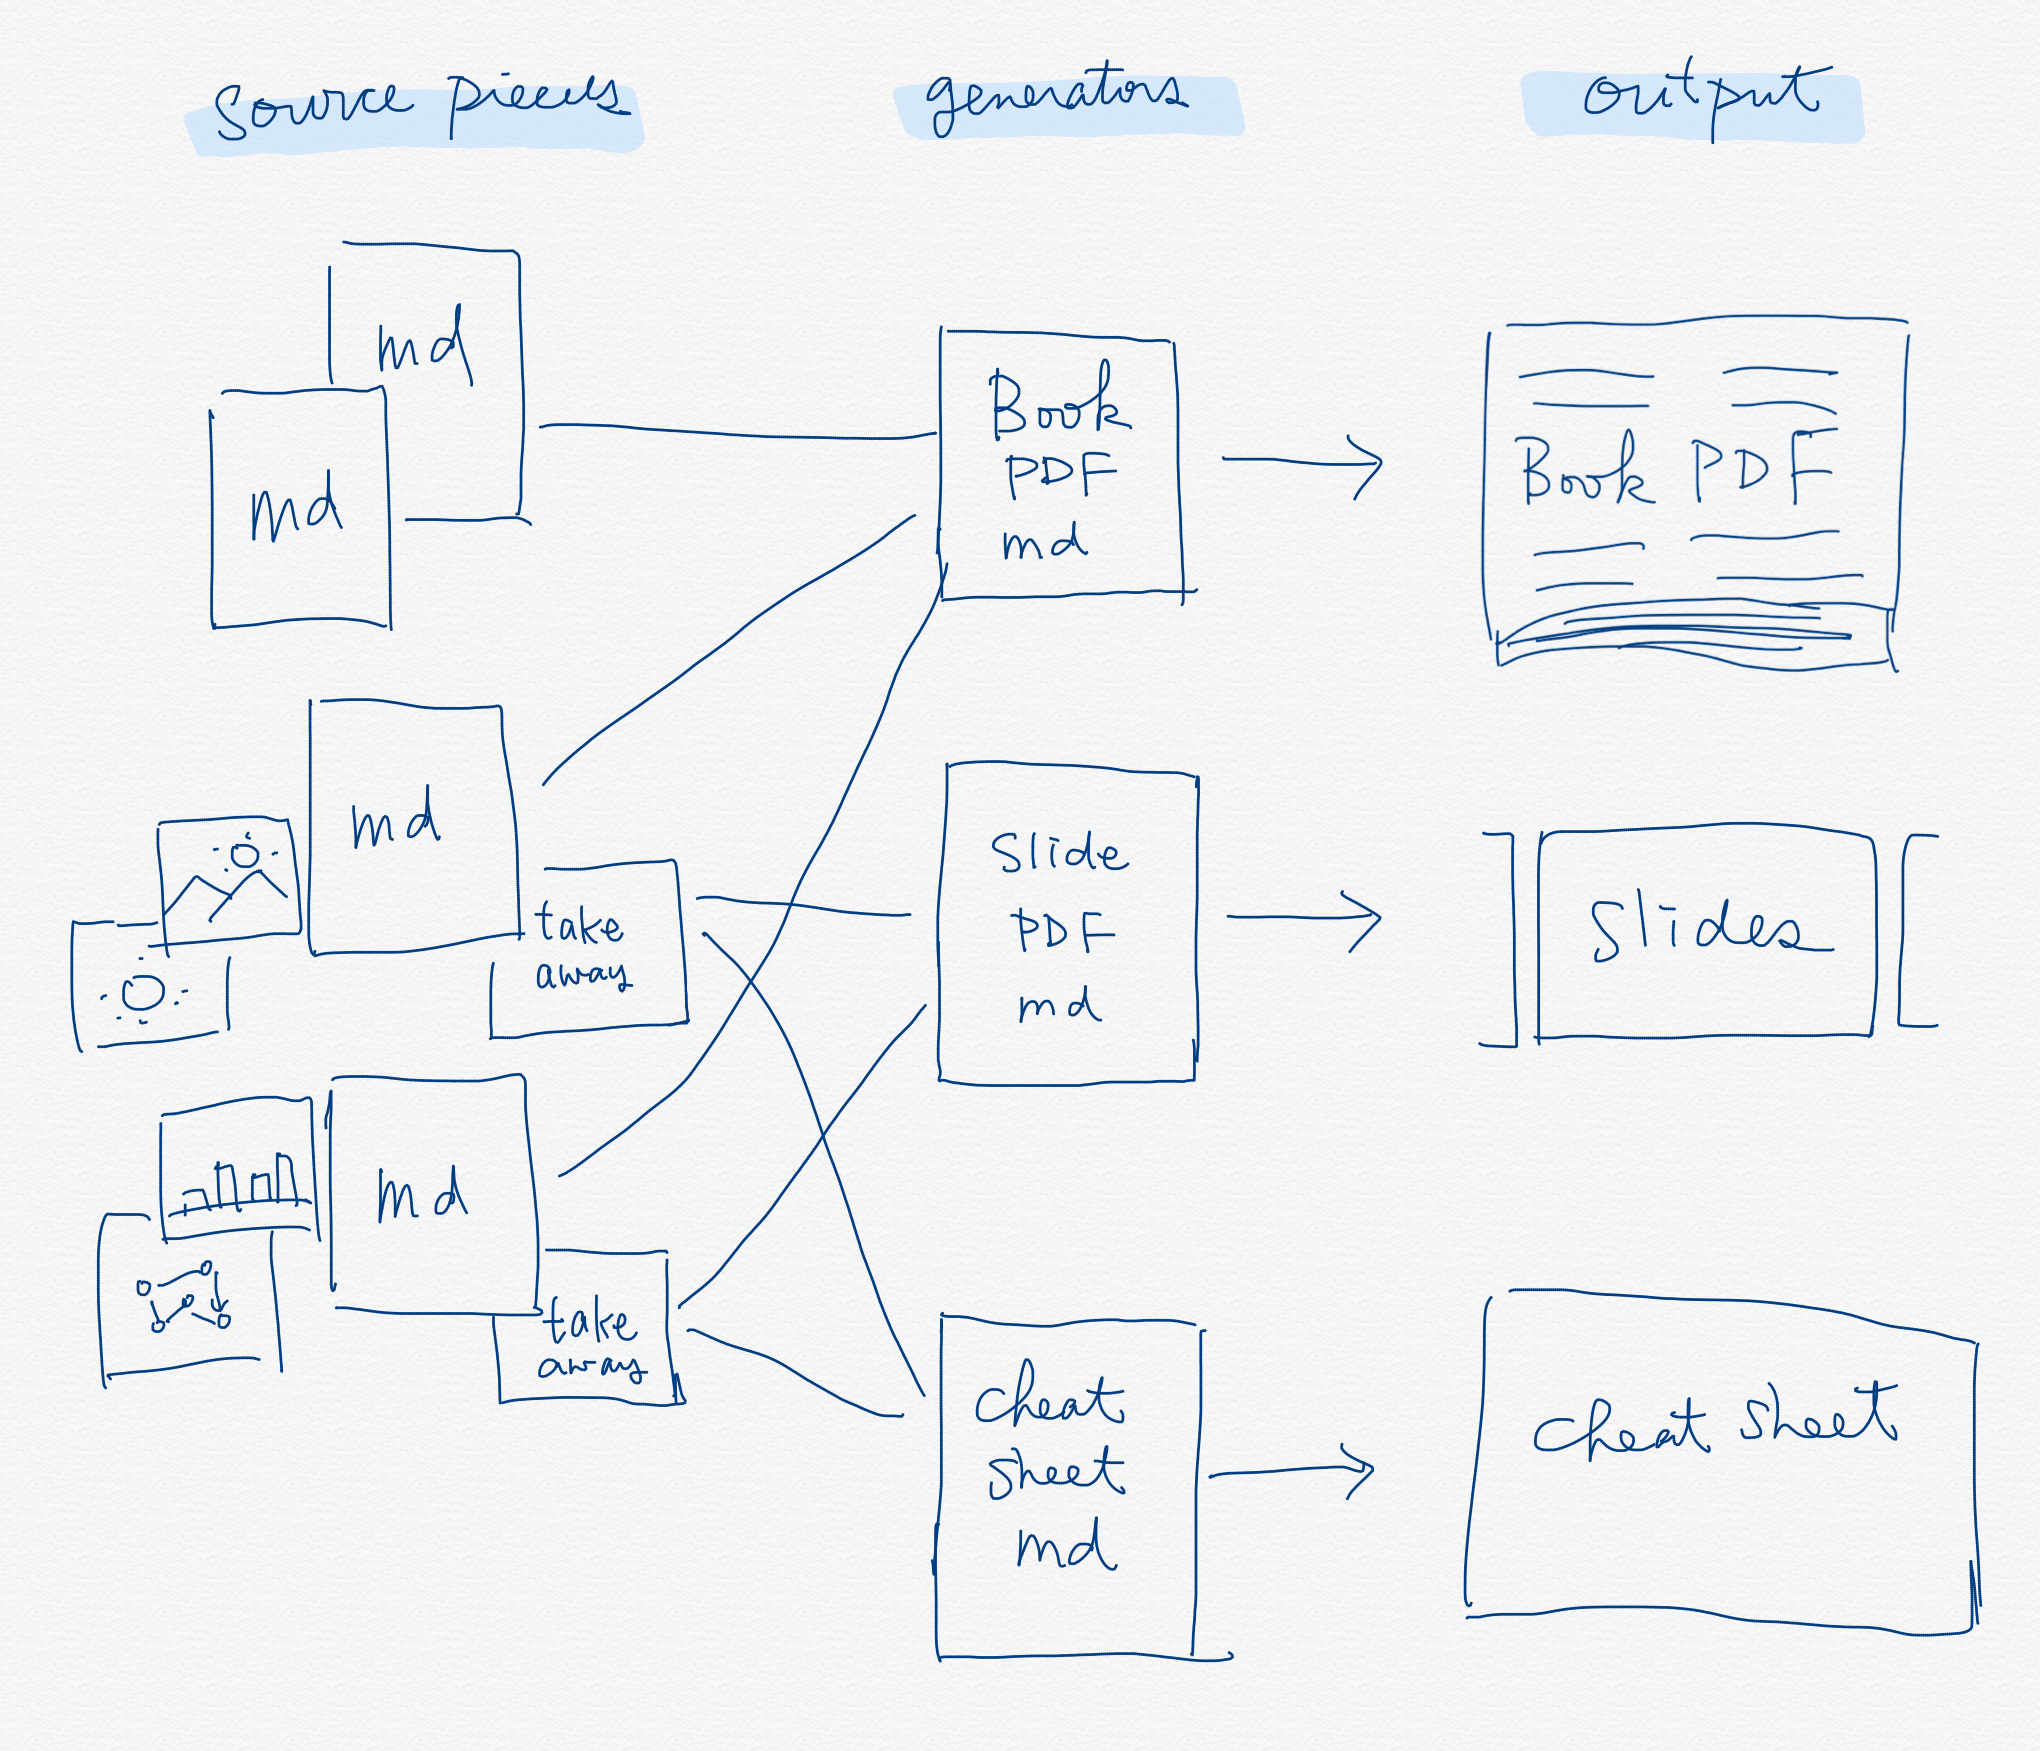 source pieces
generators
output
md
md
Book
PDF
md
Book PDF
md
take
away
Slide
PDF
md
Slides
md
take
away
cheat
sheet
md
cheat sheet